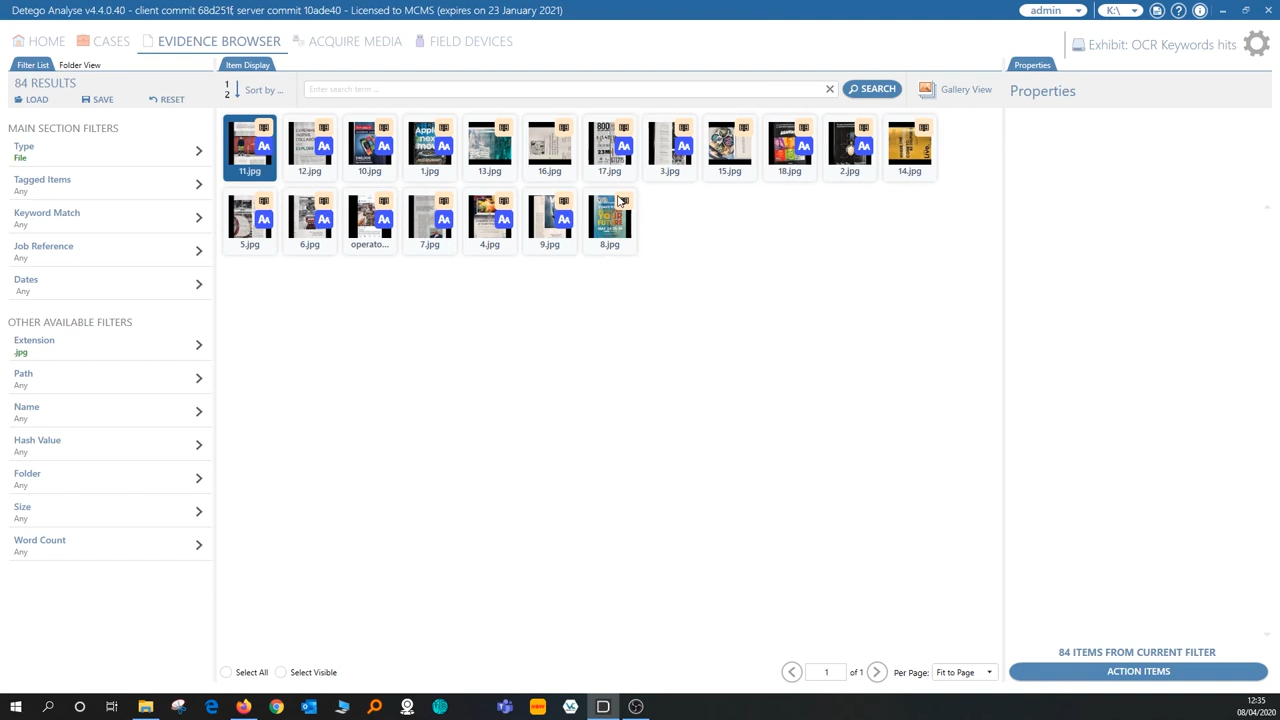 Detego Analyse v4.4.0.40 - client commit 68d251f, server commit 10ade40 - Licensed to MCMS (expires on 23 January 2021)
admin
K:\
HOME
CASES
EVIDENCE BROWSER
ACQUIRE MEDIA
FIELD DEVICES
Exhibit: OCR Keywords hits
Filter List
Folder View
Item Display
Properties
84 RESULTS
LOAD
SAVE
RESET
1
2
Sort by ...
Enter search term ...
SEARCH
Gallery View
Properties
MAIN SECTION FILTERS
Type
File
Tagged Items
Any
Keyword Match
Any
Job Reference
Any
Dates
Any
OTHER AVAILABLE FILTERS
Extension
.jpg
Path
Any
Name
Any
Hash Value
Any
Folder
Any
Size
Any
Word Count
Any
11.jpg
12.jpg
10.jpg
1.jpg
13.jpg
16.jpg
17.jpg
3.jpg
15.jpg
18.jpg
2.jpg
14.jpg
5.jpg
6.jpg
operato...
7.jpg
4.jpg
9.jpg
8.jpg
Select All
Select Visible
1
of 1
Per Page:
Fit to Page
84 ITEMS FROM CURRENT FILTER
ACTION ITEMS
12:35
08/04/2020